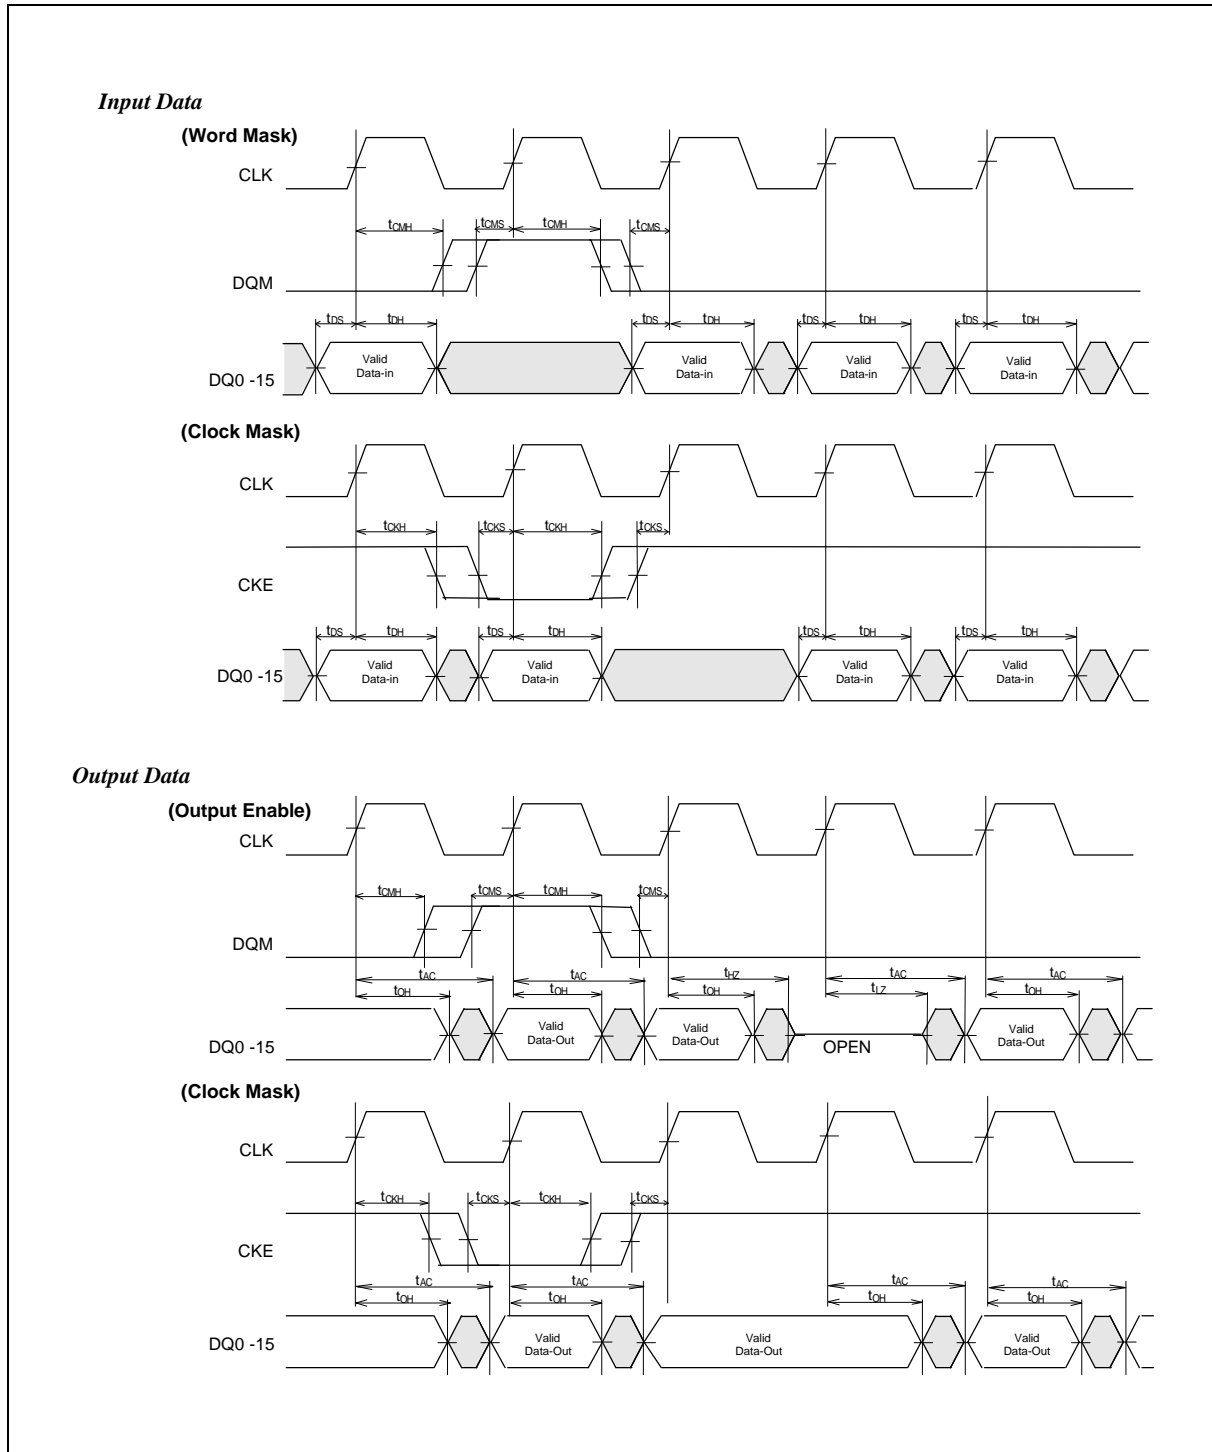 Input Data
(Word Mask)
CLK
tCMH tCMS tCMH tCMS
DQM
tDS tDH tDS tDH tDS tDH tDS tDH
DQ0 -15
Valid Data-in
Valid Data-in
Valid Data-in
Valid Data-in
(Clock Mask)
CLK
tCKH tCKS tCKH tCKS
CKE
tDS tDH tDS tDH tDS tDH tDS tDH
DQ0 -15
Valid Data-in
Valid Data-in
Valid Data-in
Valid Data-in
Output Data
(Output Enable)
CLK
tCMH tCMS tCMH tCMS
DQM
tAC tAC tHZ tAC tAC
tOH tOH tOH tLZ tOH
DQ0 -15
Valid Data-Out
Valid Data-Out
OPEN
Valid Data-Out
(Clock Mask)
CLK
tCKH tCKS tCKH tCKS
CKE
tAC tAC tAC tAC
tOH tOH tOH tOH
DQ0 -15
Valid Data-Out
Valid Data-Out
Valid Data-Out